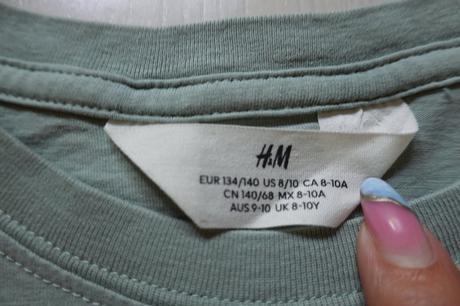 H&M
EUR 134/140 US 8/10 CA 8-10A
CN 140/68 MX 8-10A
AUS 9-10 UK 8-10Y